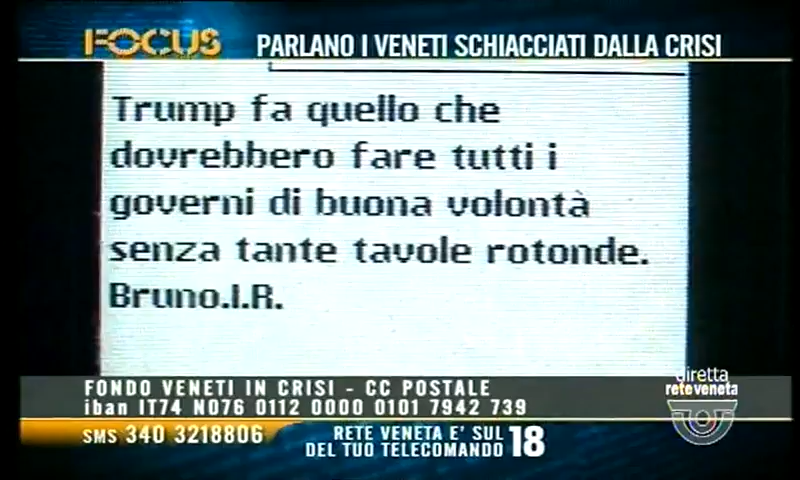 FOCUS PARLANO I VENETI SCHIACCIATI DALLA CRISI
Trump fa quello che
dovrebbero fare tutti i
governi di buona volontà
senza tante tavole rotonde.
Bruno.I.R.
FONDO VENETI IN CRISI - CC POSTALE
iban IT74 N076 0112 0000 0101 7942 739
diretta
reteveneta
SMS 340 3218806
RETE VENETA E' SUL
DEL TUO TELECOMANDO 18